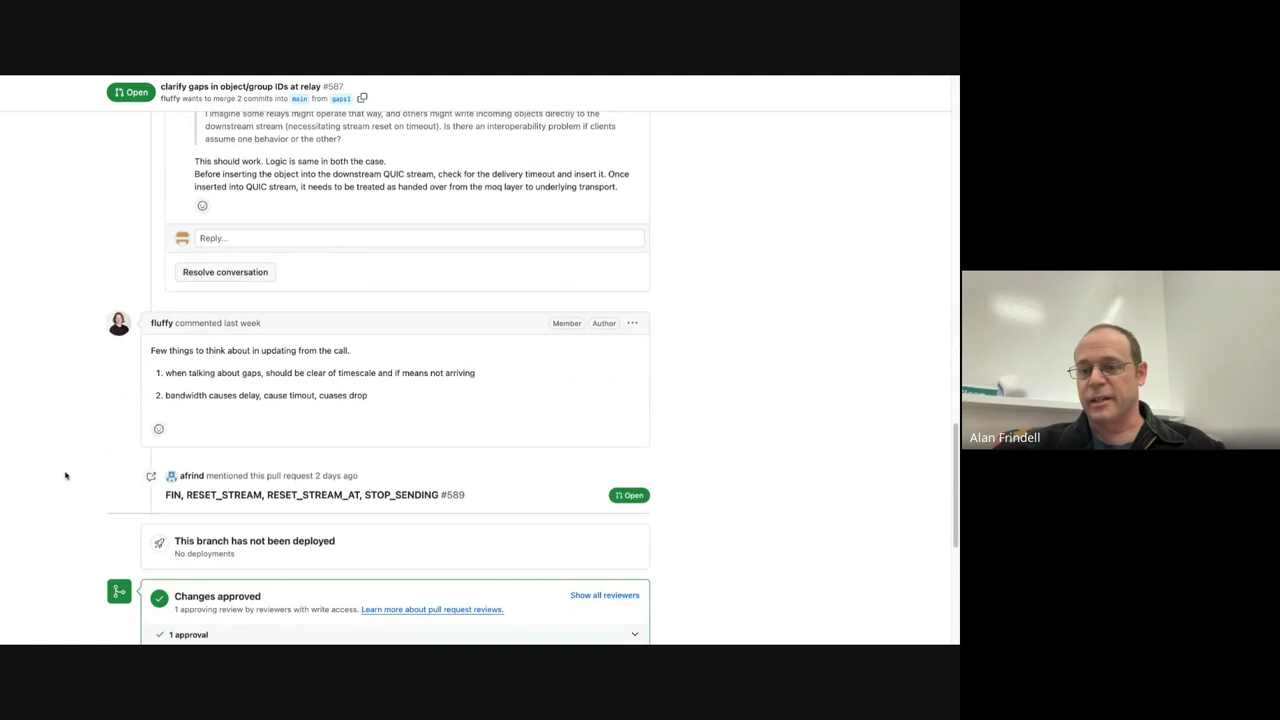 Open
clarify gaps in object/group IDs at relay #587
fluffy wants to merge 2 commits into main from gaps1
I imagine some relays might operate that way, and others might write incoming objects directly to the
downstream stream (necessitating stream reset on timeout). Is there an interoperability problem if clients
assume one behavior or the other?
This should work. Logic is same in both the case.
Before inserting the object into the downstream QUIC stream, check for the delivery timeout and insert it. Once
inserted into QUIC stream, it needs to be treated as handed over from the moq layer to underlying transport.
Reply...
Resolve conversation
fluffy commented last week
Member
Author
Few things to think about in updating from the call.
1. when talking about gaps, should be clear of timescale and if means not arriving
2. bandwidth causes delay, cause timout, cuases drop
afrind mentioned this pull request 2 days ago
FIN, RESET_STREAM, RESET_STREAM_AT, STOP_SENDING #589
Open
This branch has not been deployed
No deployments
Changes approved
Show all reviewers
1 approving review by reviewers with write access. Learn more about pull request reviews.
1 approval
Alan Frindell